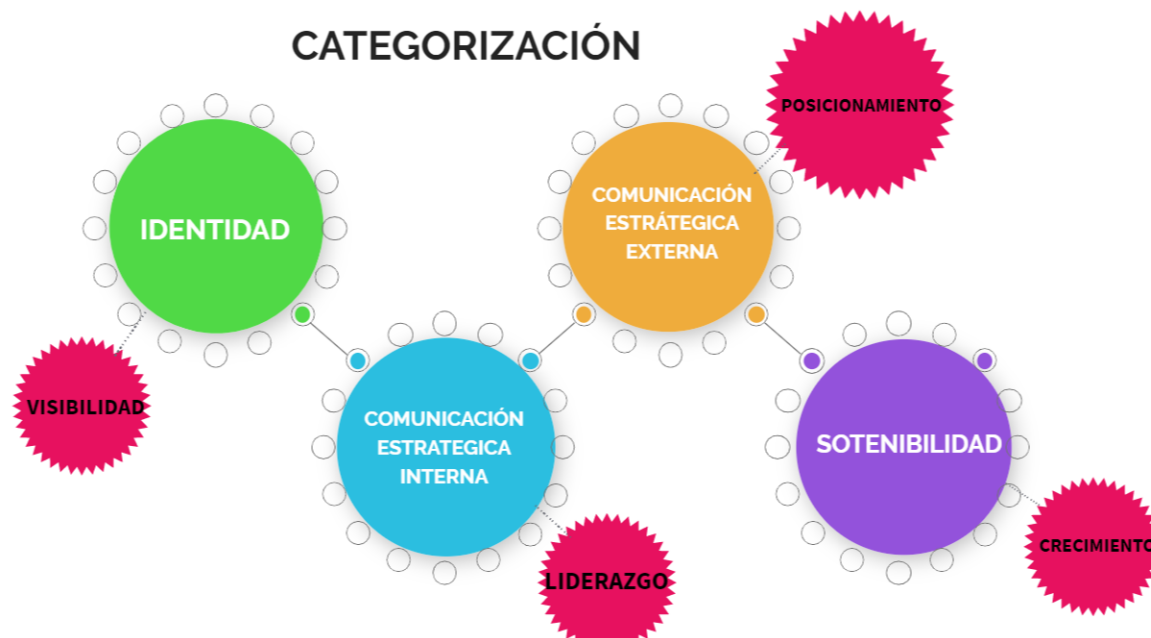 CATEGORIZACIÓN
POSICIONAMIENTO
IDENTIDAD
COMUNICACIÓN
ESTRÁTEGICA
EXTERNA
VISIBILIDAD
COMUNICACIÓN
ESTRATEGICA
INTERNA
SOTENIBILIDAD
LIDERAZGO
CRECIMIENTO